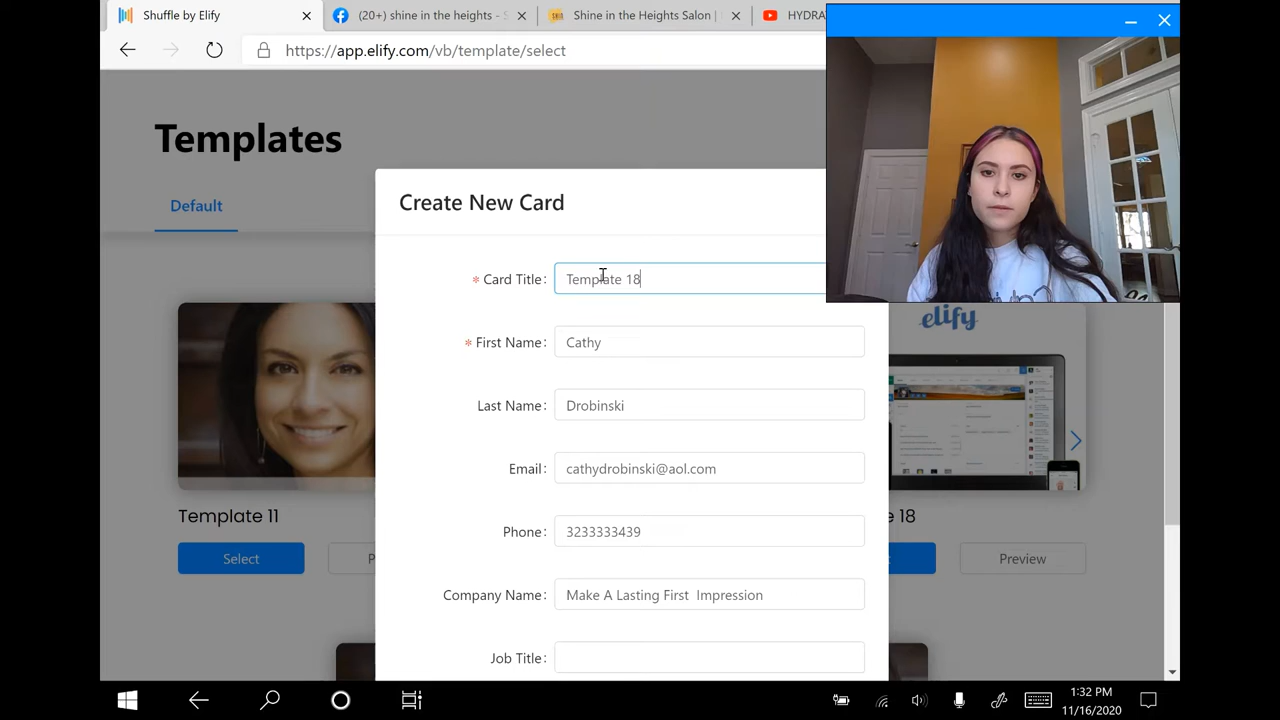 Shuffle by Elify
(20+) shine in the heights - S
Shine in the Heights Salon |
HYDRA
https://app.elify.com/vb/template/select
Templates
Default
Create New Card
* Card Title:
Template 18
* First Name:
Cathy
Last Name:
Drobinski
Email:
cathydrobinski@aol.com
Phone:
3233333439
Company Name:
Make A Lasting First  Impression
Job Title:
elify
Template 11
e 18
Select
P
Preview
1:32 PM
11/16/2020